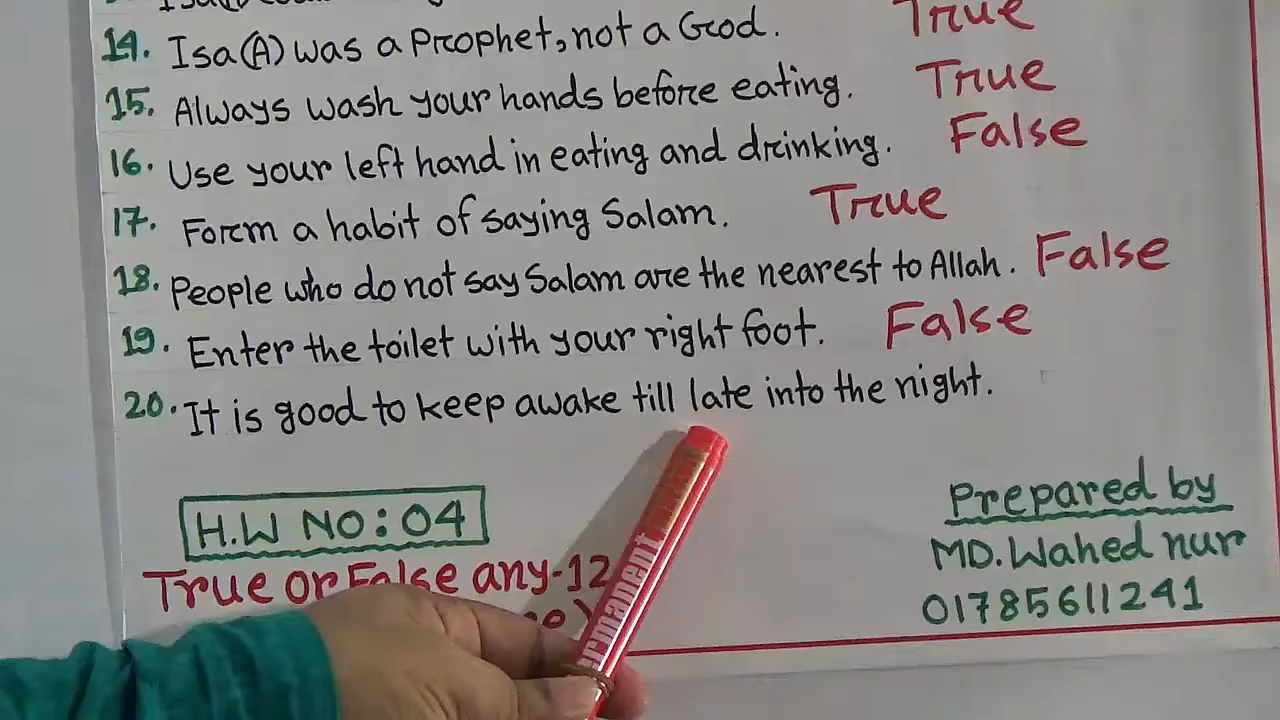 14. Isa(A) was a Prophet, not a God. True
15. Always wash your hands before eating. True
16. Use your left hand in eating and drinking. False
17. Form a habit of saying Salam. True
18. People who do not say Salam are the nearest to Allah. False
19. Enter the toilet with your right foot. False
20. It is good to keep awake till late into the night.
H.W NO: 04
True or False any-12
Prepared by
MD. Wahed nur
01785611241